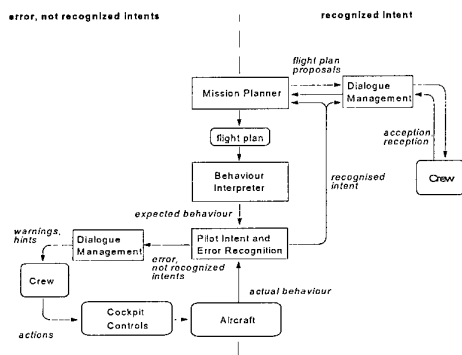 error, not recognized intents
recognized intent
flight plan
proposals
Mission Planner
Dialogue
Management
flight plan
acception,
reception
Behaviour
Interpreter
recognised
intent
Crew
expected behaviour
warnings,
hints
Dialogue
Management
Pilot Intent and
Error Recognition
error,
not recognized
intents
Crew
actual behaviour
Cockpit
Controls
Aircraft
actions